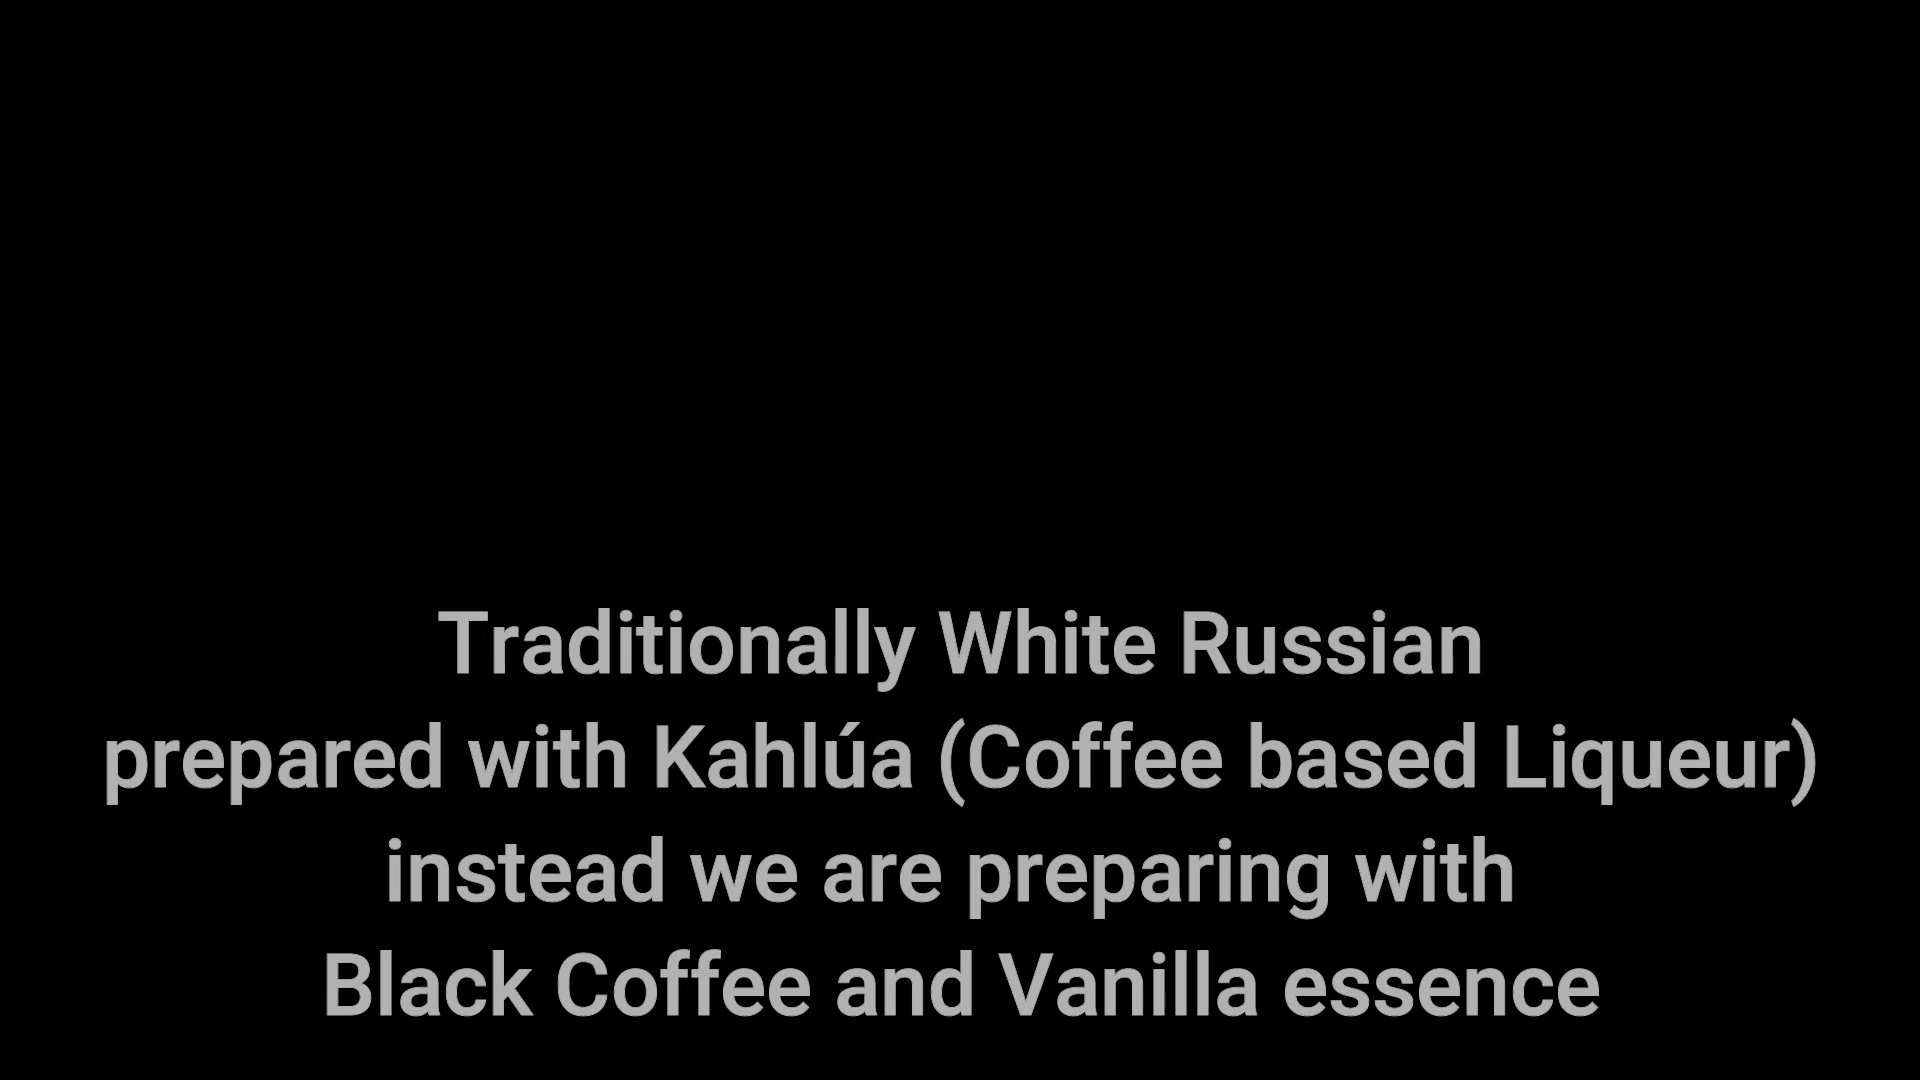 Traditionally White Russian
prepared with Kahlúa (Coffee based Liqueur)
instead we are preparing with
Black Coffee and Vanilla essence